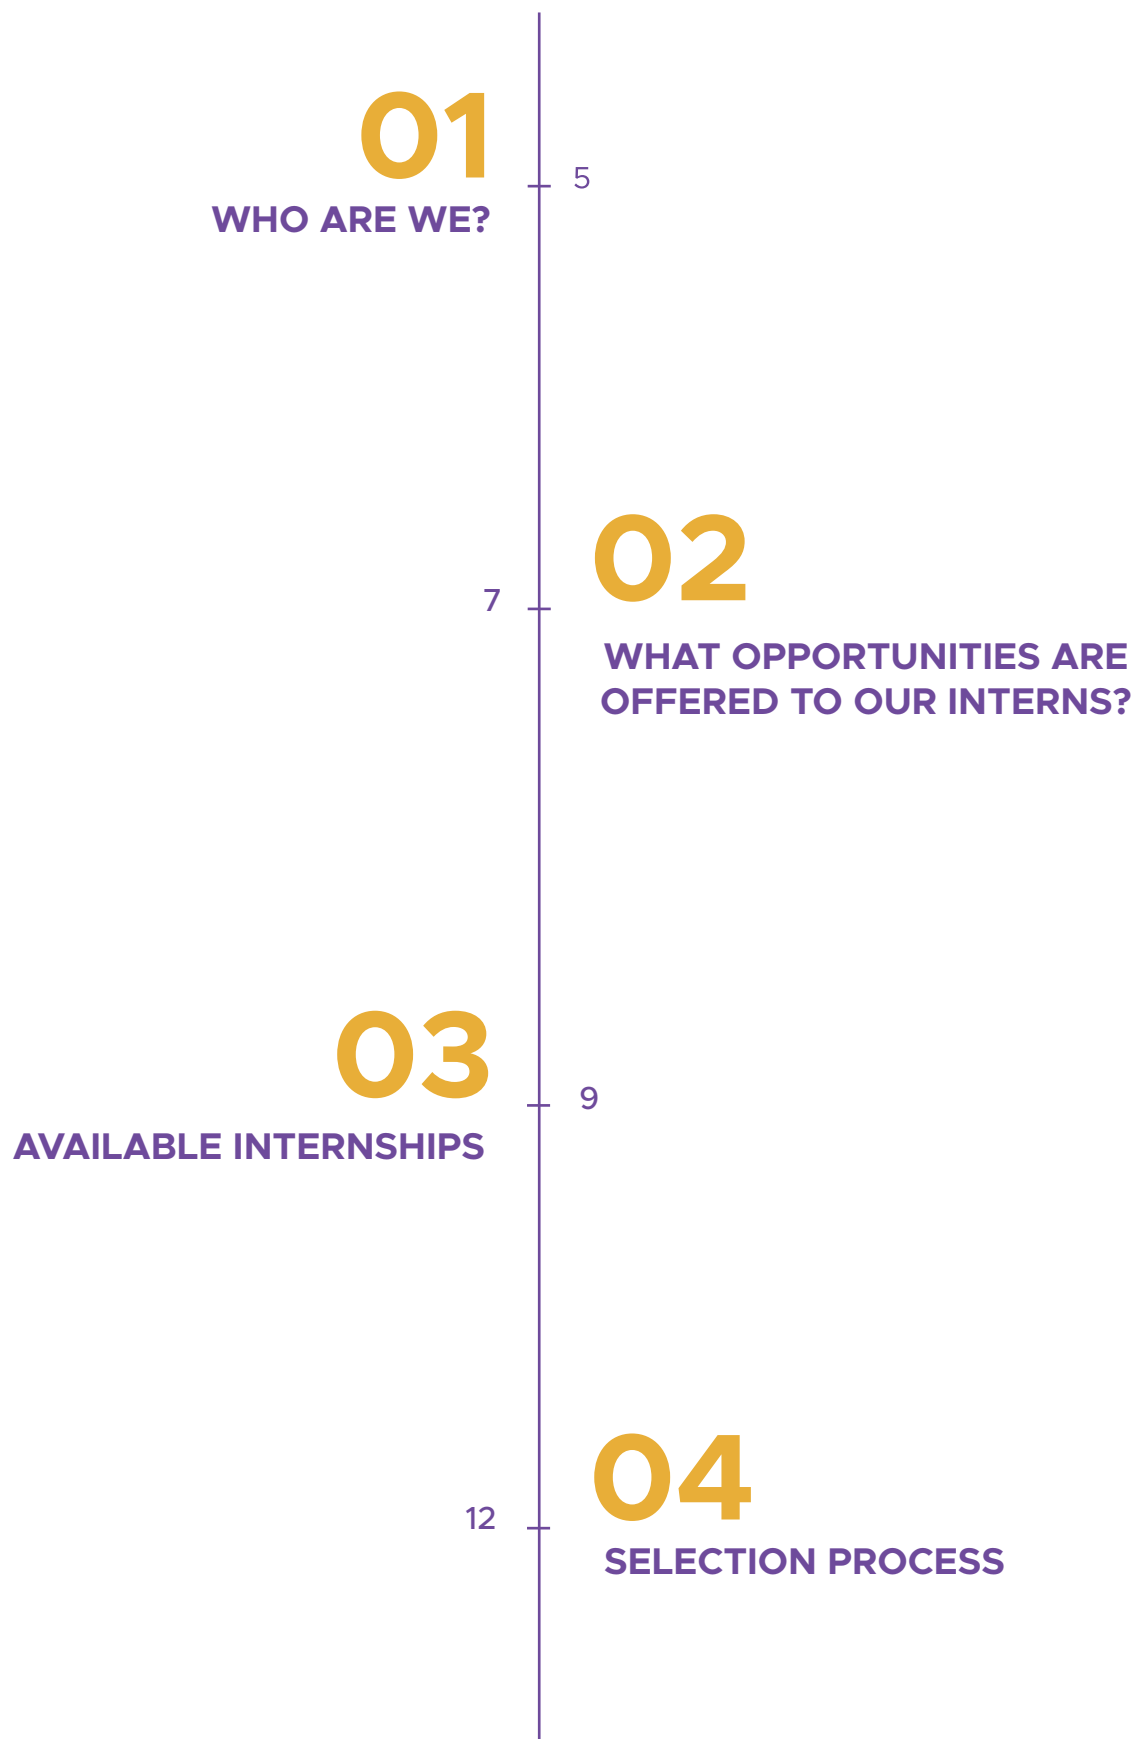 01
5
WHO ARE WE?
02
7
WHAT OPPORTUNITIES ARE
OFFERED TO OUR INTERNS?
03
9
AVAILABLE INTERNSHIPS
04
12
SELECTION PROCESS